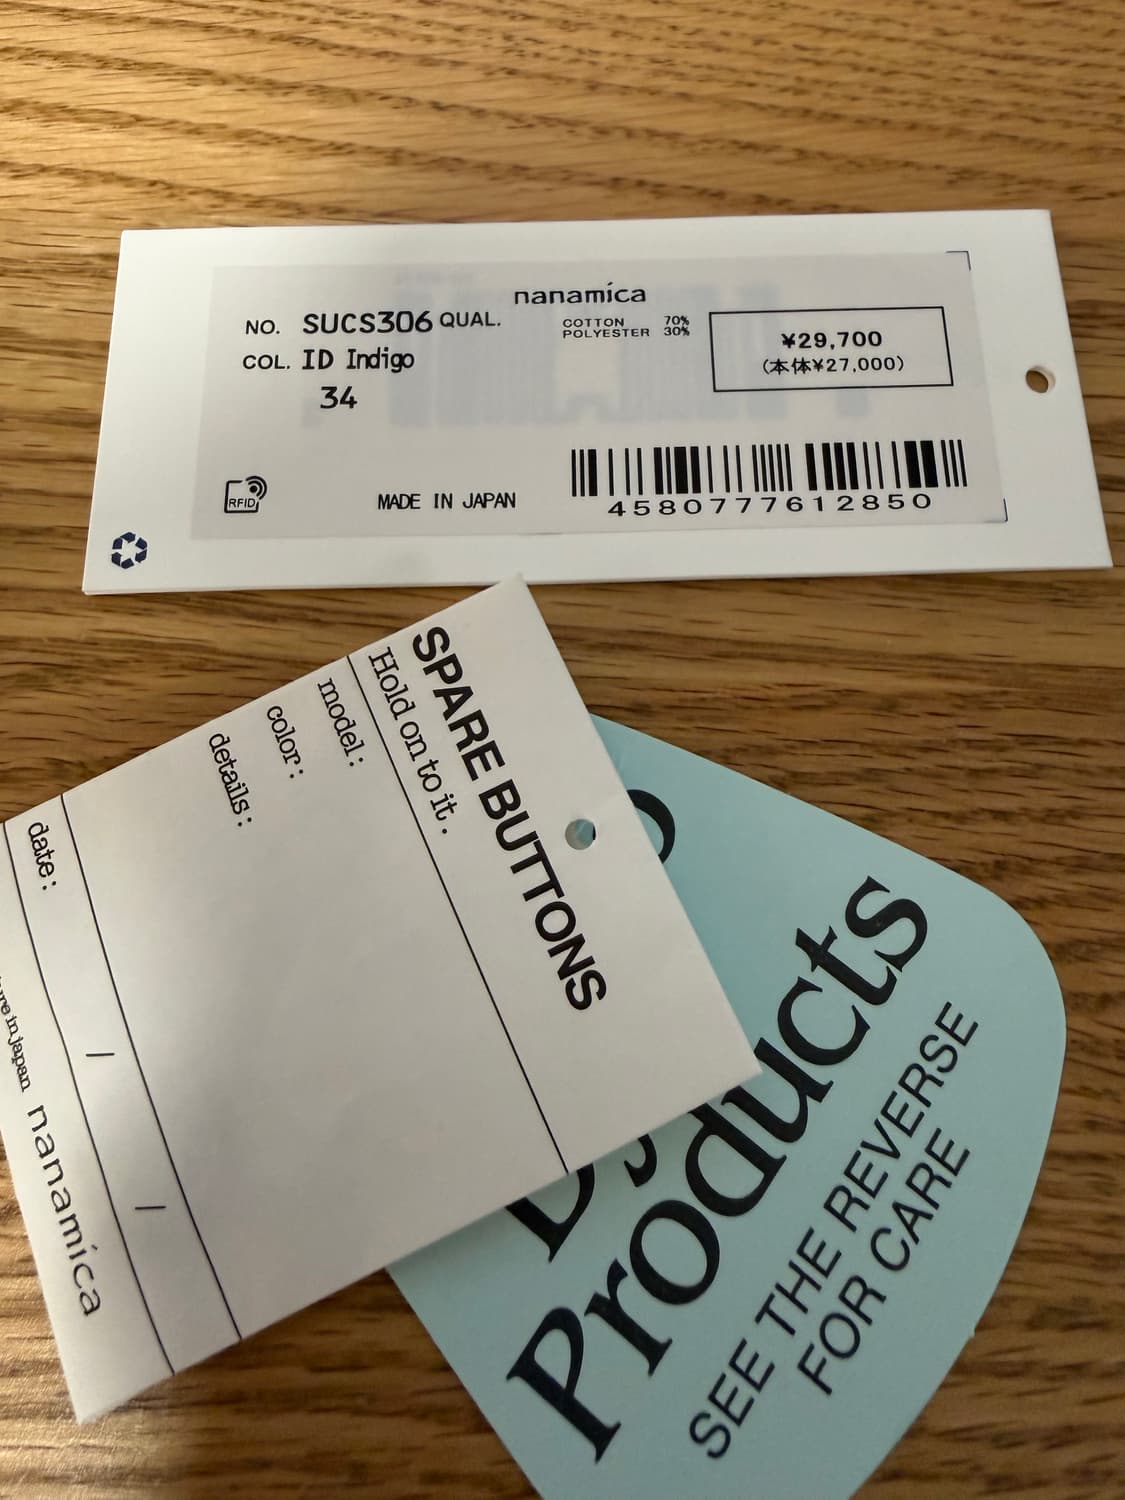 nanamica
NO. SUCS306 QUAL.
COTTON 70%
POLYESTER 30%
COL. ID Indigo
34
¥29,700
(本体¥27,000)
RFID
MADE IN JAPAN
4580777612850
SPARE BUTTONS
Hold on to it.
model:
color:
details:
date: / /
in japan nanamica
Products
SEE THE REVERSE
FOR CARE